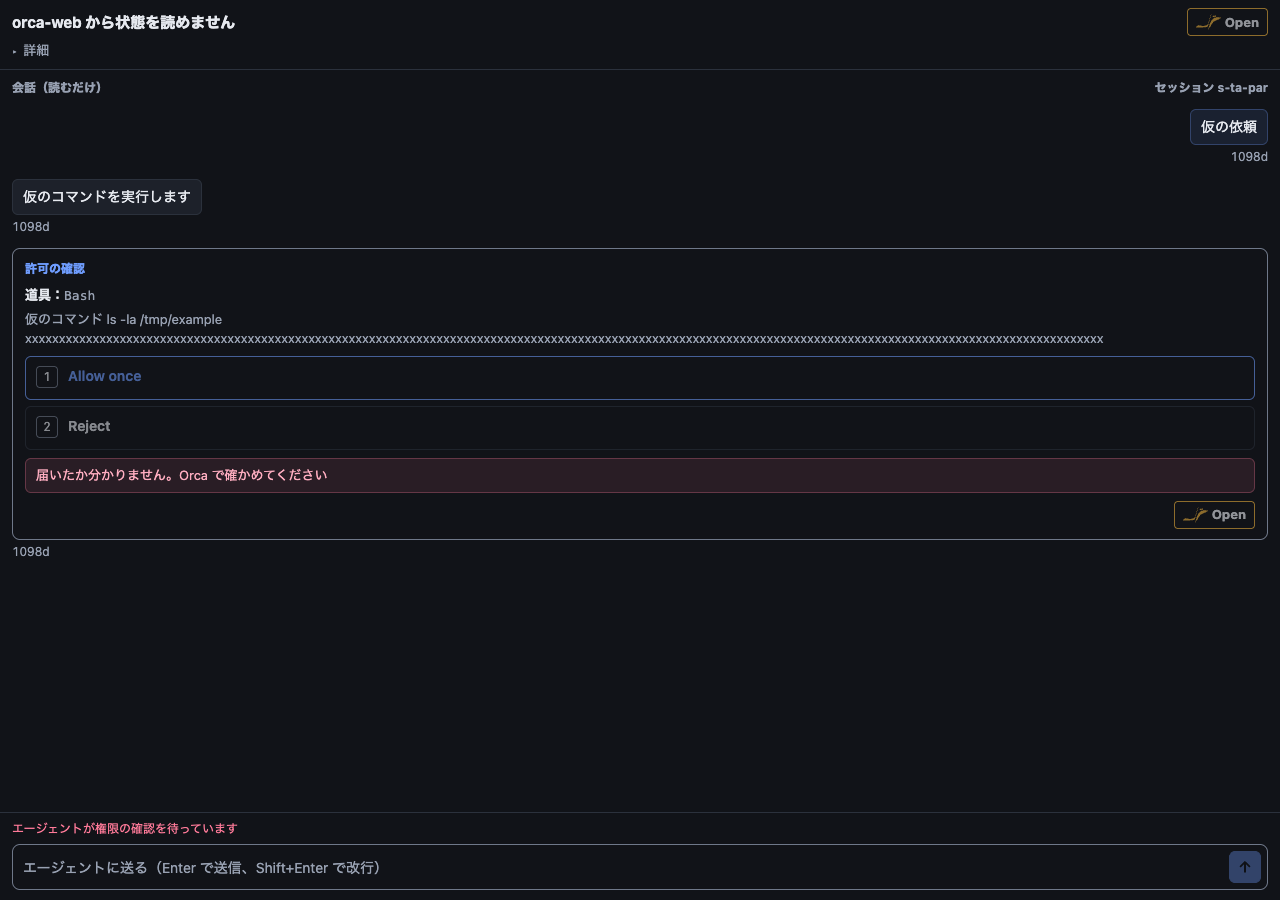 orca-web から状態を読めません
Open
詳細
会話（読むだけ）
セッション s-ta-par
仮の依頼
1098d
仮のコマンドを実行します
1098d
許可の確認
道具：Bash
仮のコマンド ls -la /tmp/example
xxxxxxxxxxxxxxxxxxxxxxxxxxxxxxxxxxxxxxxxxxxxxxxxxxxxxxxxxxxxxxxxxxxxxxxxxxxxxxxxxxxxxxxxxxxxxxxxxxxxxxxxxxxxxxxxxxxxxxxxxxxxxxxxxxxxxxxxxxxxxxxxxxxxxxxxxxxx
1 Allow once
2 Reject
届いたか分かりません。Orca で確かめてください
Open
1098d
エージェントが権限の確認を待っています
エージェントに送る（Enter で送信、Shift+Enter で改行）